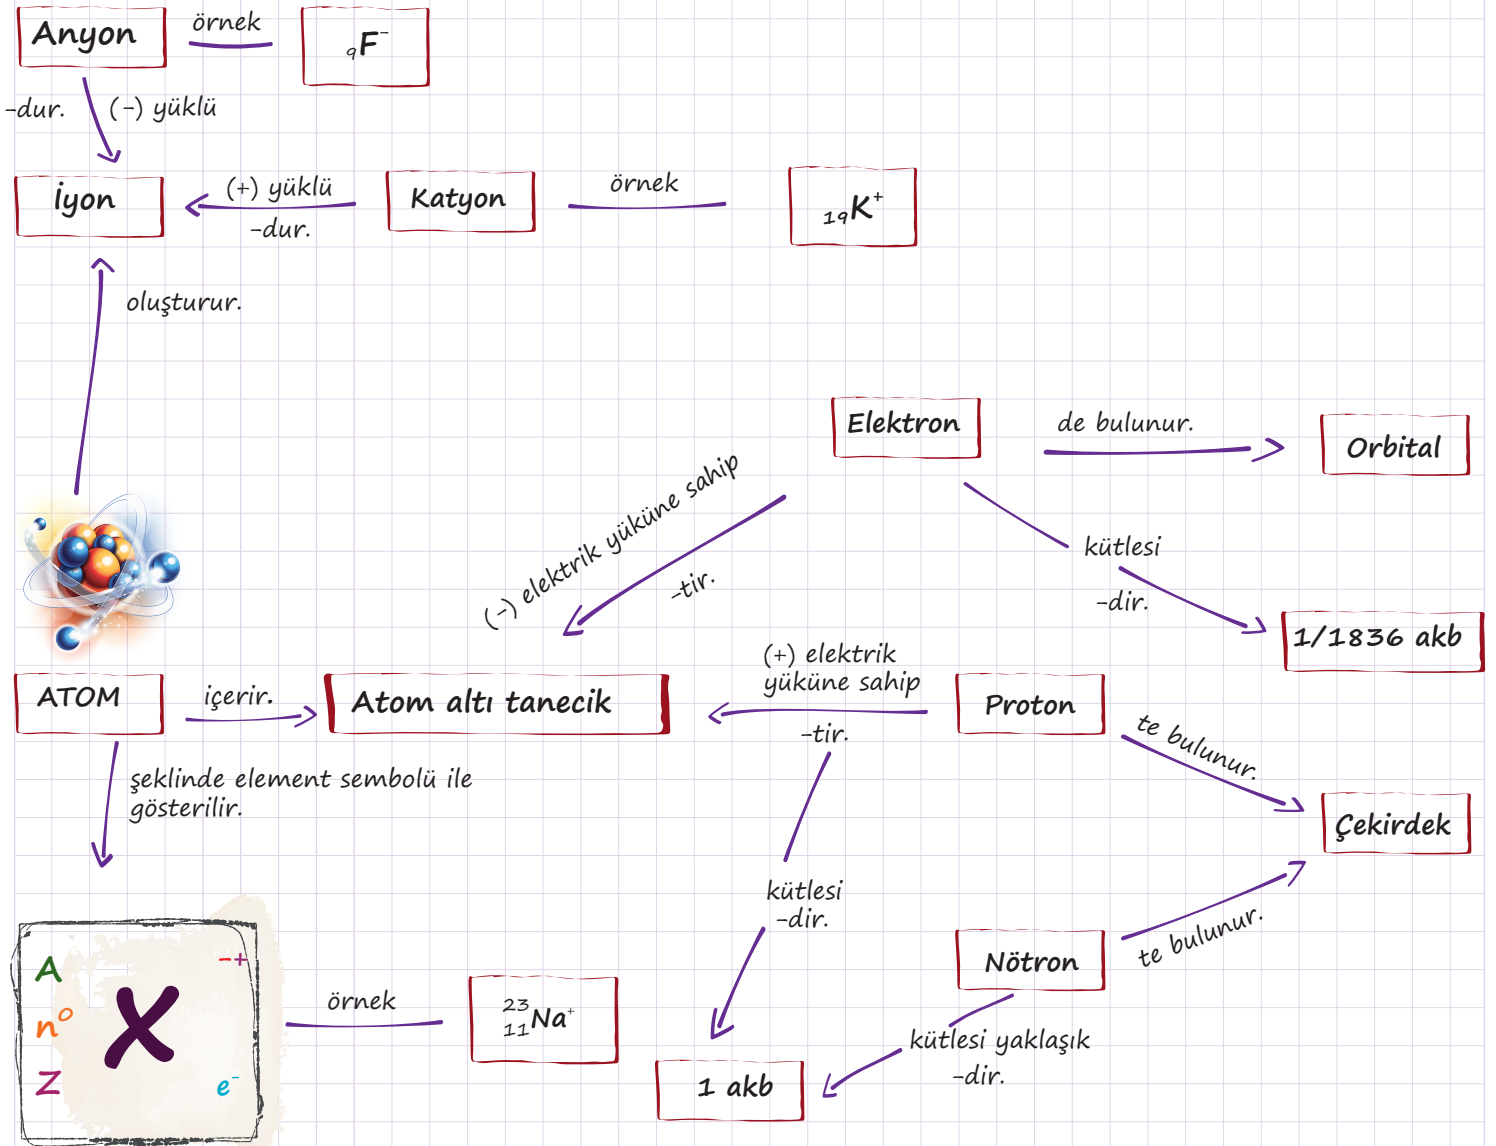 Anyon
örnek
₉F⁻
-dur.
(-) yüklü
İyon
(+) yüklü
-dur.
Katyon
örnek
₁₉K⁺
oluşturur.
Elektron
de bulunur.
Orbital
(-) elektrik yüküne sahip
-tir.
kütlesi
-dir.
1/1836 akb
ATOM
içerir.
Atom altı tanecik
(+) elektrik
yüküne sahip
-tir.
Proton
te bulunur.
Çekirdek
şeklinde element sembolü ile
gösterilir.
kütlesi
-dir.
Nötron
te bulunur.
kütlesi yaklaşık
-dir.
1 akb
A
-+
n⁰
X
Z
e⁻
örnek
²³₁₁Na⁺